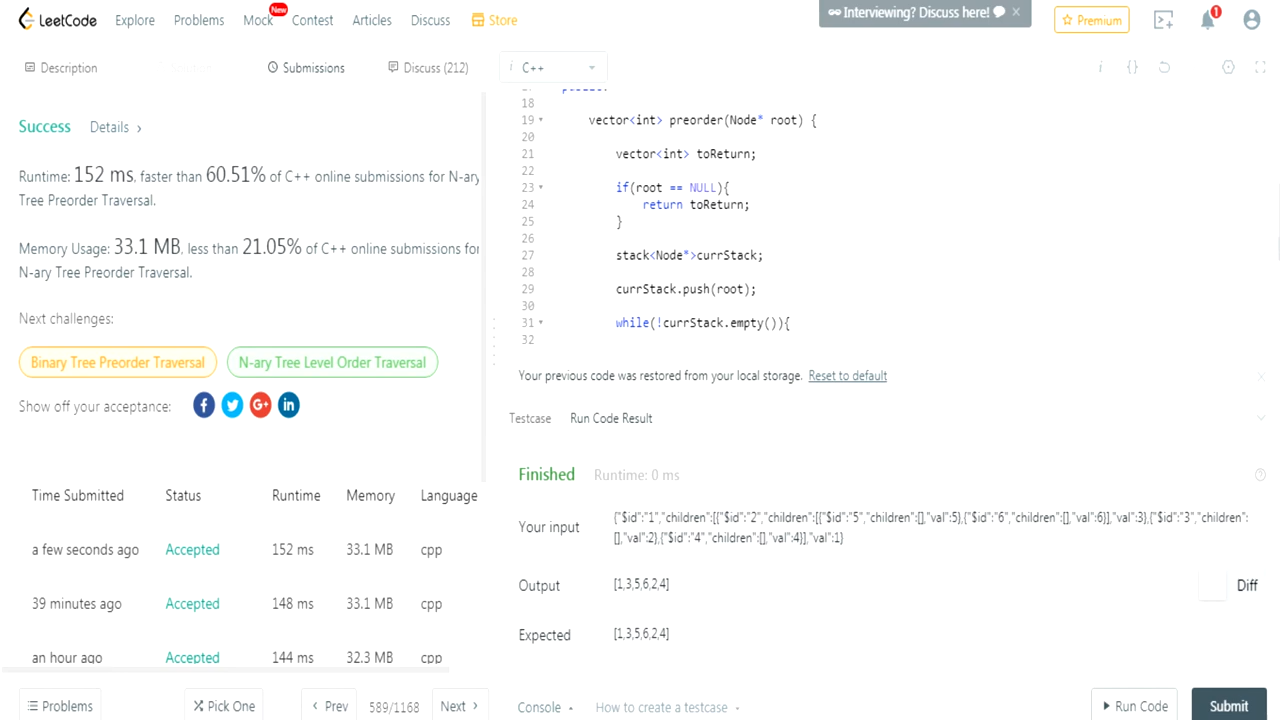 LeetCode Explore Problems Mock New Contest Articles Discuss Store
Interviewing? Discuss here! ×
Premium
1
Description
Submissions
Discuss (212)
i C++
i {}
Success Details ›
Runtime: 152 ms, faster than 60.51% of C++ online submissions for N-ary
Tree Preorder Traversal.
Memory Usage: 33.1 MB, less than 21.05% of C++ online submissions for
N-ary Tree Preorder Traversal.
Next challenges:
Binary Tree Preorder Traversal N-ary Tree Level Order Traversal
Show off your acceptance:
Time Submitted Status Runtime Memory Language
a few seconds ago Accepted 152 ms 33.1 MB cpp
39 minutes ago Accepted 148 ms 33.1 MB cpp
an hour ago Accepted 144 ms 32.3 MB cpp
Problems Pick One ‹ Prev 589/1168 Next ›
18
19 vector<int> preorder(Node* root) {
20
21 vector<int> toReturn;
22
23 if(root == NULL){
24 return toReturn;
25 }
26
27 stack<Node*>currStack;
28
29 currStack.push(root);
30
31 while(!currStack.empty()){
32
Your previous code was restored from your local storage. Reset to default
Testcase Run Code Result
Finished Runtime: 0 ms
Your input
{"$id":"1","children":[{"$id":"2","children":[{"$id":"5","children":[],"val":5},{"$id":"6","children":[],"val":6}],"val":3},{"$id":"3","children":
[],"val":2},{"$id":"4","children":[],"val":4}],"val":1}
Output [1,3,5,6,2,4]
Diff
Expected [1,3,5,6,2,4]
Console How to create a testcase
Run Code Submit